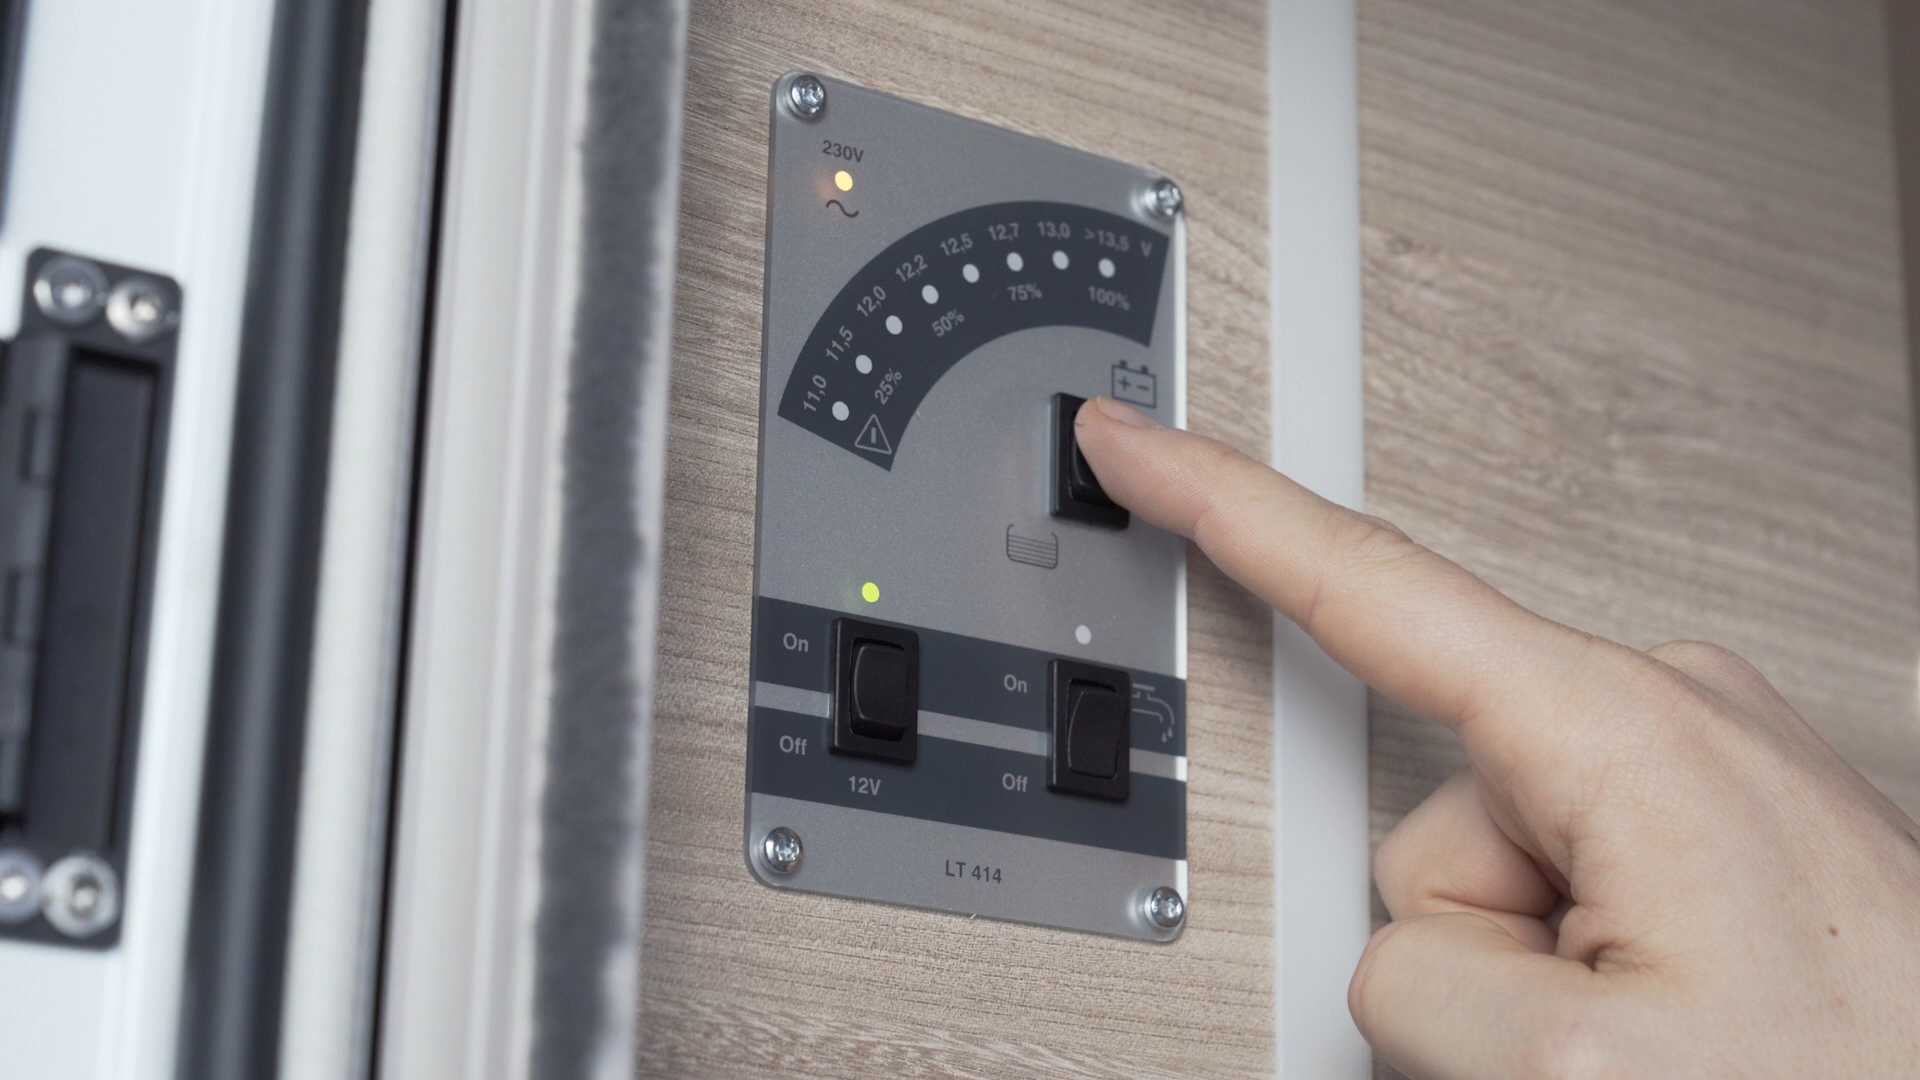 230V
11,0 11,5 12,0 12,2 12,5 12,7 13,0 >13,5 V
25% 50% 75% 100%
On
On
Off
Off
12V
LT 414